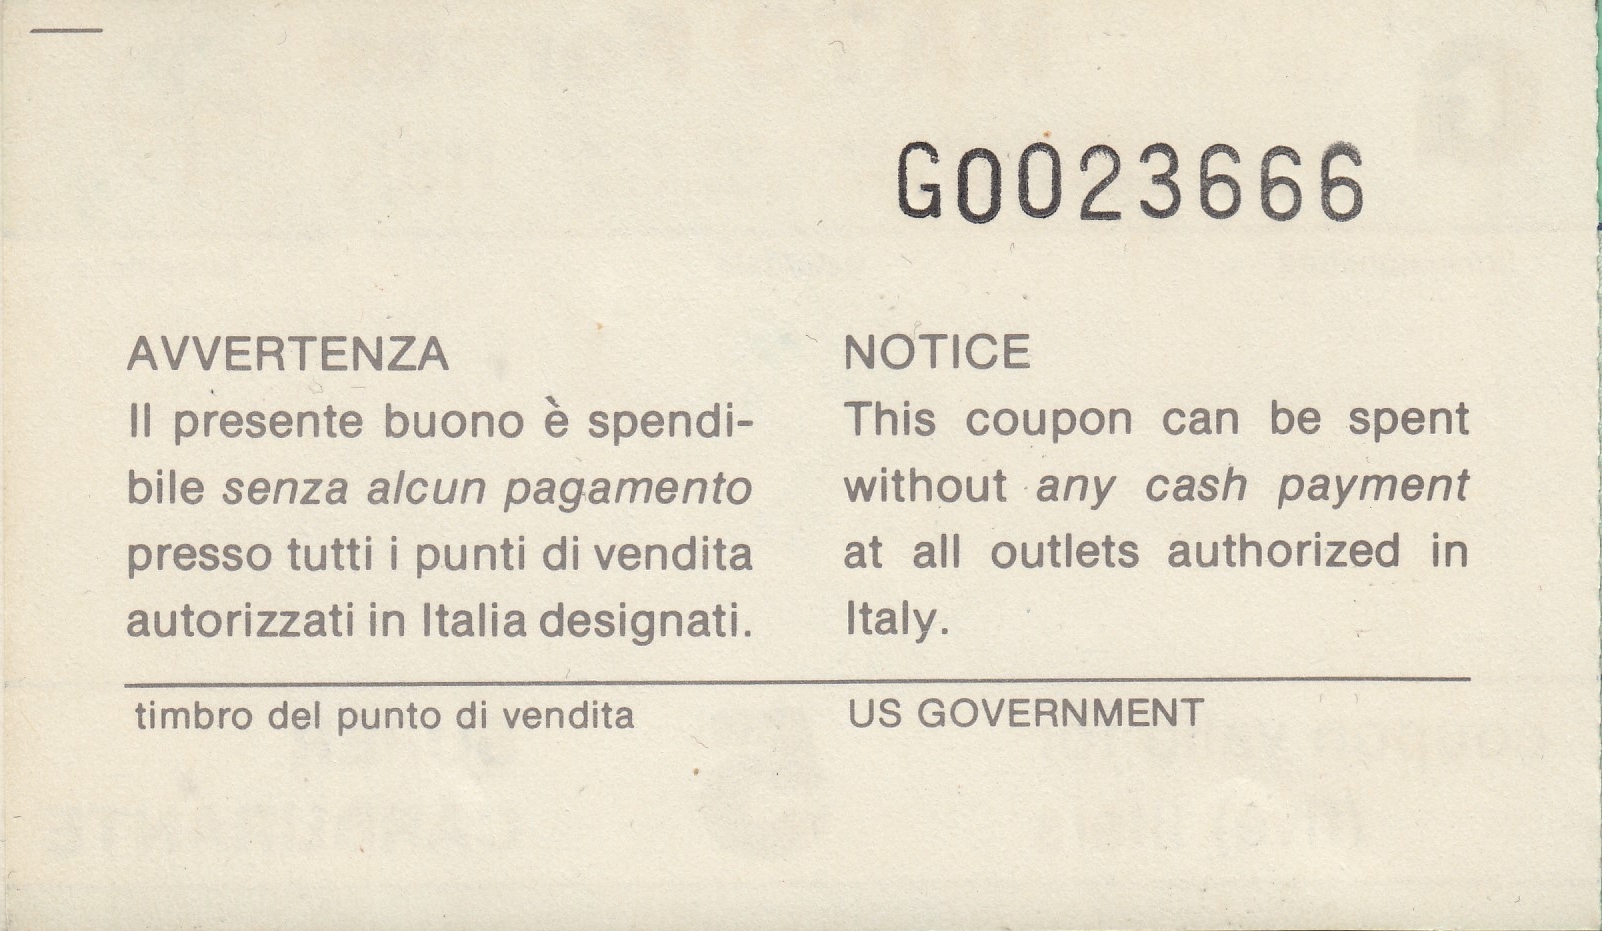 G0023666
AVVERTENZA
Il presente buono è spendi-
bile senza alcun pagamento
presso tutti i punti di vendita
autorizzati in Italia designati.
timbro del punto di vendita
NOTICE
This coupon can be spent
without any cash payment
at all outlets authorized in
Italy.
US GOVERNMENT